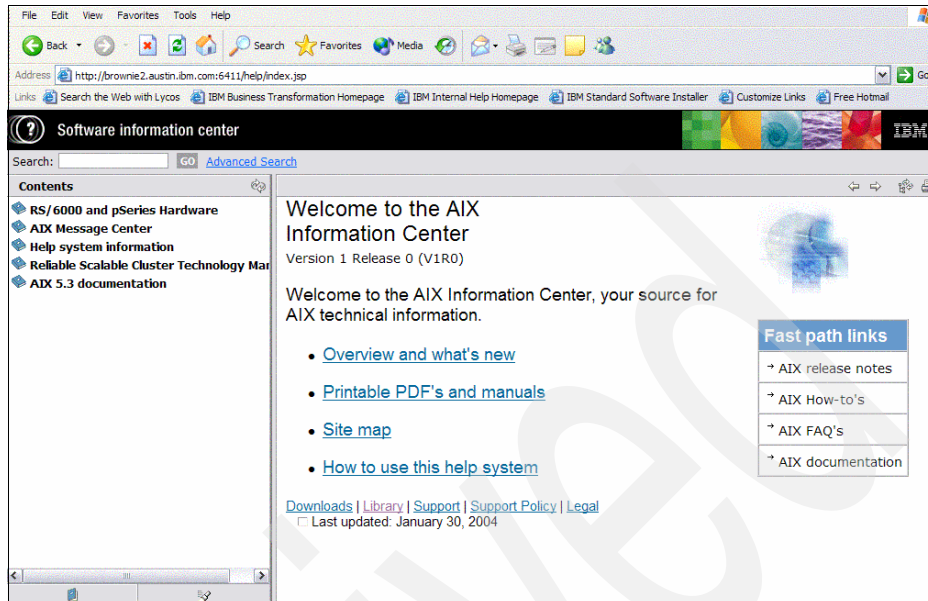 File Edit View Favorites Tools Help
Back Search Favorites Media
Address http://brownie2.austin.ibm.com:6411/help/index.jsp Go
Links Search the Web with Lycos IBM Business Transformation Homepage IBM Internal Help Homepage IBM Standard Software Installer Customize Links Free Hotmail
Software information center IBM
Search: GO Advanced Search
Contents
RS/6000 and pSeries Hardware
AIX Message Center
Help system information
Reliable Scalable Cluster Technology Mar
AIX 5.3 documentation
Welcome to the AIX
Information Center
Version 1 Release 0 (V1R0)
Welcome to the AIX Information Center, your source for
AIX technical information.
• Overview and what's new
• Printable PDF's and manuals
• Site map
• How to use this help system
Downloads | Library | Support | Support Policy | Legal
Last updated: January 30, 2004
Fast path links
AIX release notes
AIX How-to's
AIX FAQ's
AIX documentation